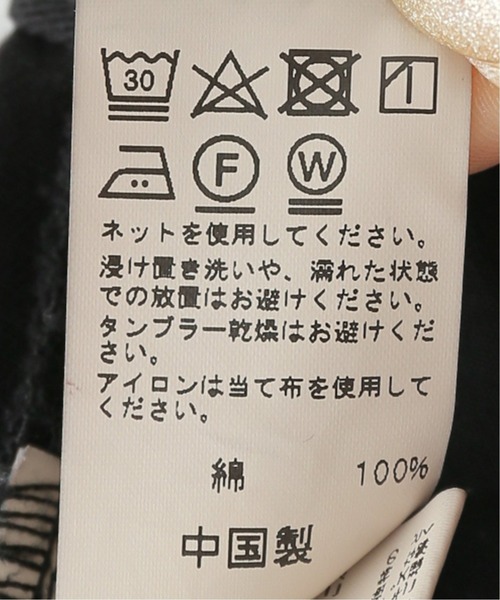 30
F
W
ネットを使用してください。
浸け置き洗いや、濡れた状態
での放置はお避けください。
タンブラー乾燥はお避けくだ
さい。
アイロンは当て布を使用して
ください。
綿 100%
中国製